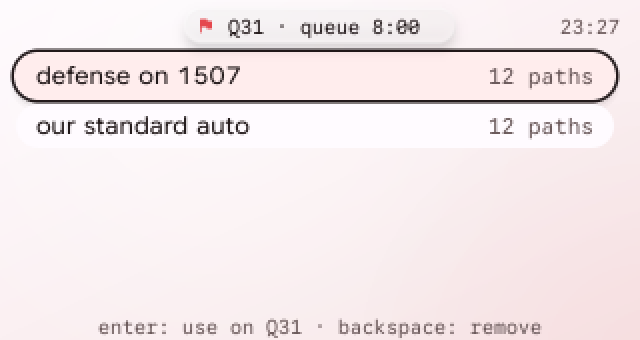 Q31 · queue 8:00
23:27
defense on 1507
12 paths
our standard auto
12 paths
enter: use on Q31 · backspace: remove